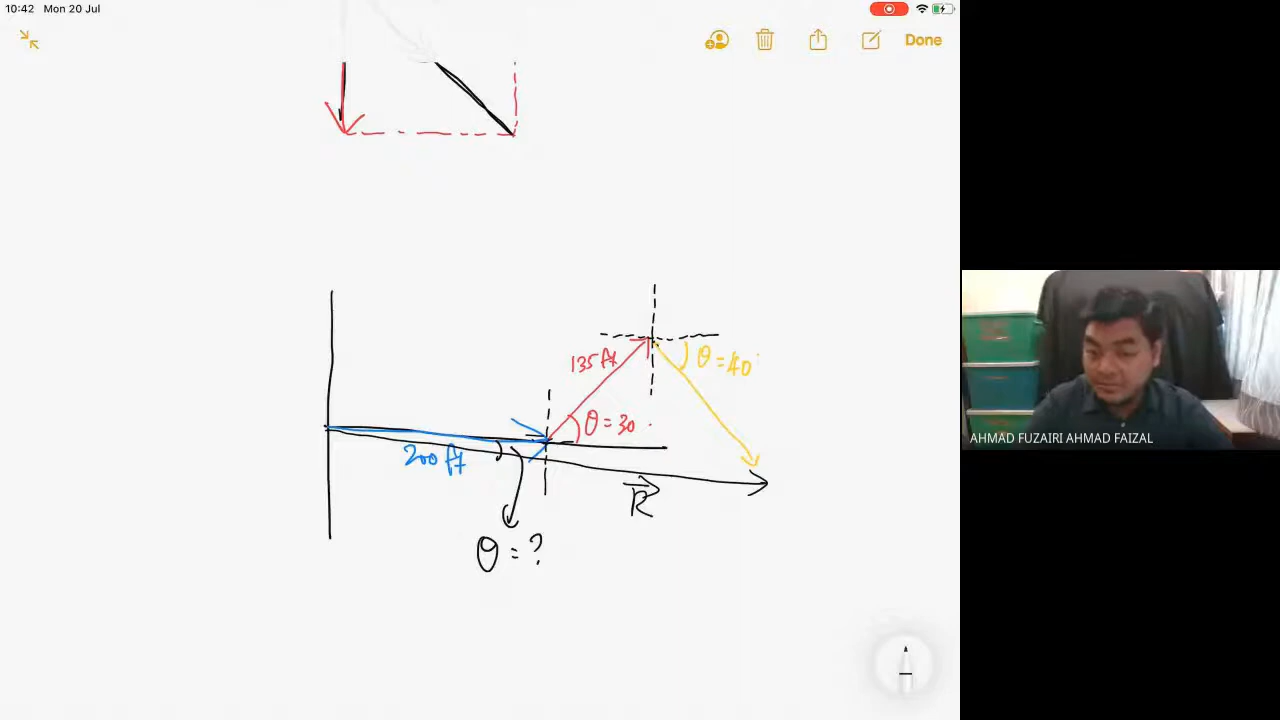 10:42 Mon 20 Jul
Done
135 ft
θ = 40°
θ = 30
200 ft
R
θ = ?
AHMAD FUZAIRI AHMAD FAIZAL